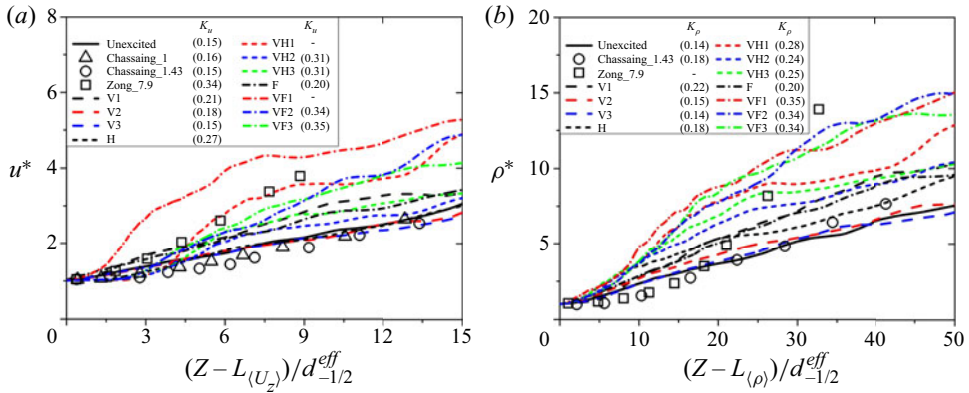 (a)
K_u K_u
Unexcited (0.15) VH1 -
Chassaing_1 (0.16) VH2 (0.31)
Chassaing_1.43 (0.15) VH3 (0.31)
Zong_7.9 (0.34) F (0.20)
V1 (0.21) VF1 -
V2 (0.18) VF2 (0.34)
V3 (0.15) VF3 (0.35)
H (0.27)
8
6
4
2
0
u*
0 3 6 9 12 15
(Z – L⟨U_z⟩)/d^{eff}_{–1/2}
(b)
K_ρ K_ρ
Unexcited (0.14) VH1 (0.28)
Chassaing_1.43 (0.18) VH2 (0.24)
Zong_7.9 - VH3 (0.25)
V1 (0.22) F (0.20)
V2 (0.15) VF1 (0.35)
V3 (0.14) VF2 (0.34)
H (0.18) VF3 (0.34)
20
15
10
5
0
ρ*
0 10 20 30 40 50
(Z – L⟨ρ⟩)/d^{eff}_{–1/2}